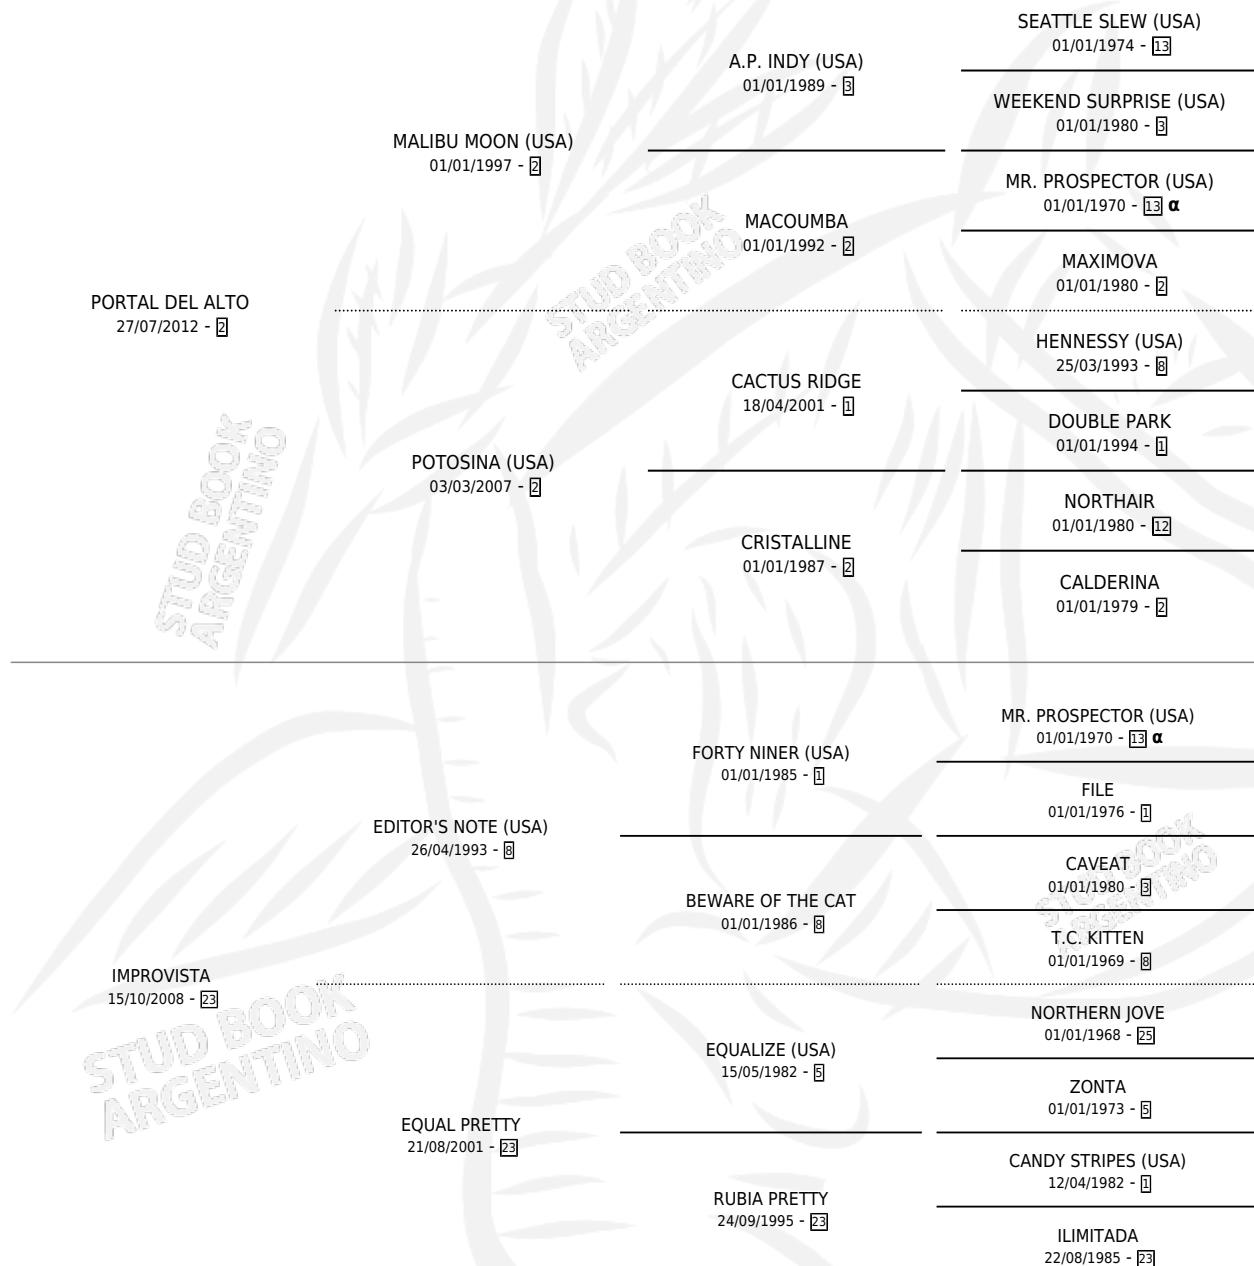 SEATTLE SLEW (USA)
01/01/1974 - 13
A.P. INDY (USA)
01/01/1989 - 3
WEEKEND SURPRISE (USA)
01/01/1980 - 3
MALIBU MOON (USA)
01/01/1997 - 2
MR. PROSPECTOR (USA)
01/01/1970 - 13 α
MACOUMBA
01/01/1992 - 2
MAXIMOVA
01/01/1980 - 2
PORTAL DEL ALTO
27/07/2012 - 2
HENNESSY (USA)
25/03/1993 - 8
CACTUS RIDGE
18/04/2001 - 1
DOUBLE PARK
01/01/1994 - 1
POTOSINA (USA)
03/03/2007 - 2
NORTHAIR
01/01/1980 - 12
CRISTALLINE
01/01/1987 - 2
CALDERINA
01/01/1979 - 2
MR. PROSPECTOR (USA)
01/01/1970 - 13 α
FORTY NINER (USA)
01/01/1985 - 1
FILE
01/01/1976 - 1
EDITOR'S NOTE (USA)
26/04/1993 - 8
CAVEAT
01/01/1980 - 3
BEWARE OF THE CAT
01/01/1986 - 8
T.C. KITTEN
01/01/1969 - 8
IMPROVISTA
15/10/2008 - 23
NORTHERN JOVE
01/01/1968 - 25
EQUALIZE (USA)
15/05/1982 - 5
ZONTA
01/01/1973 - 5
EQUAL PRETTY
21/08/2001 - 23
CANDY STRIPES (USA)
12/04/1982 - 1
RUBIA PRETTY
24/09/1995 - 23
ILIMITADA
22/08/1985 - 23
STUD BOOK
ARGENTINO
STUD BOOK
ARGENTINO
STUD BOOK
ARGENTINO
STUD BOOK
ARGENTINO